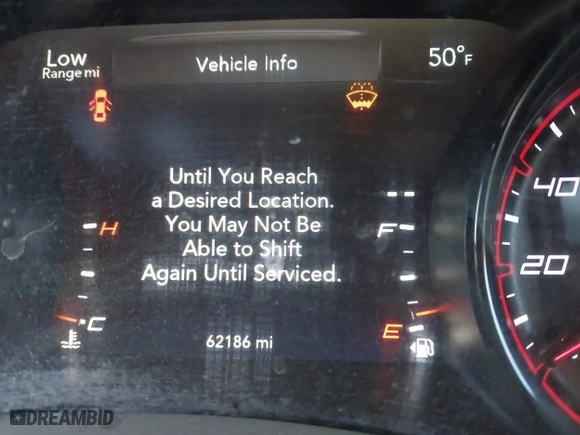 Low
Range mi
Vehicle Info
50°F
Until You Reach
a Desired Location.
You May Not Be
Able to Shift
Again Until Serviced.
H
C
F
E
40
20
62186 mi
DREAMBID